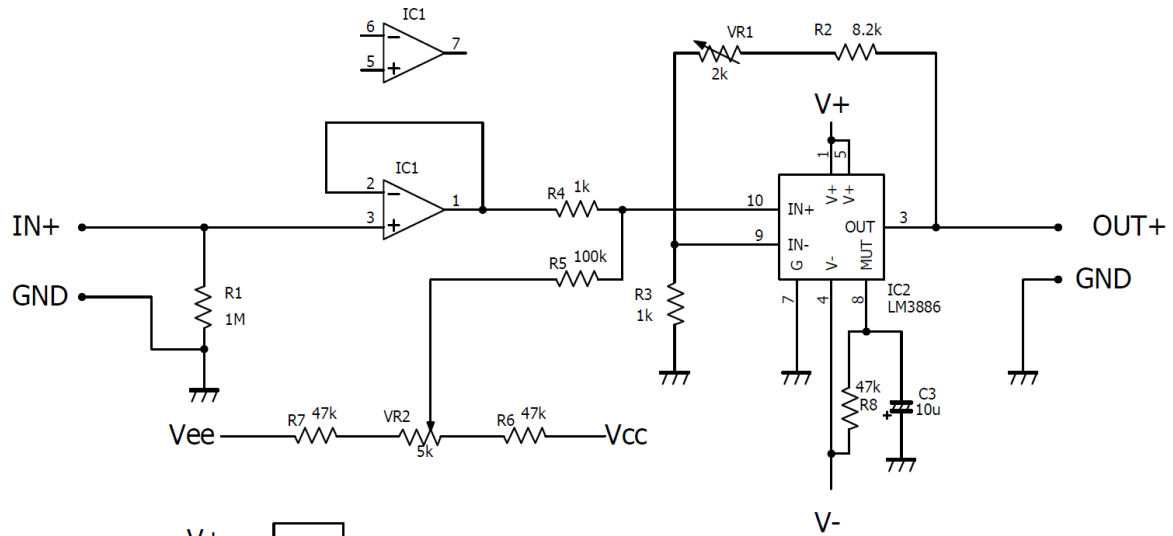 IC1
6
5
7
VR1
2k
R2 8.2k
V+
1
5
IC1
2
3
1
R4 1k
10
IN+
V+
V+
OUT
3
9
IN-
G
V-
MUT
IN+
OUT+
R5 100k
GND
R1
1M
R3
1k
7
4
8
IC2
LM3886
GND
47k
R8
C3
10u
+
Vee
R7 47k
VR2
5k
R6 47k
Vcc
V-
V+